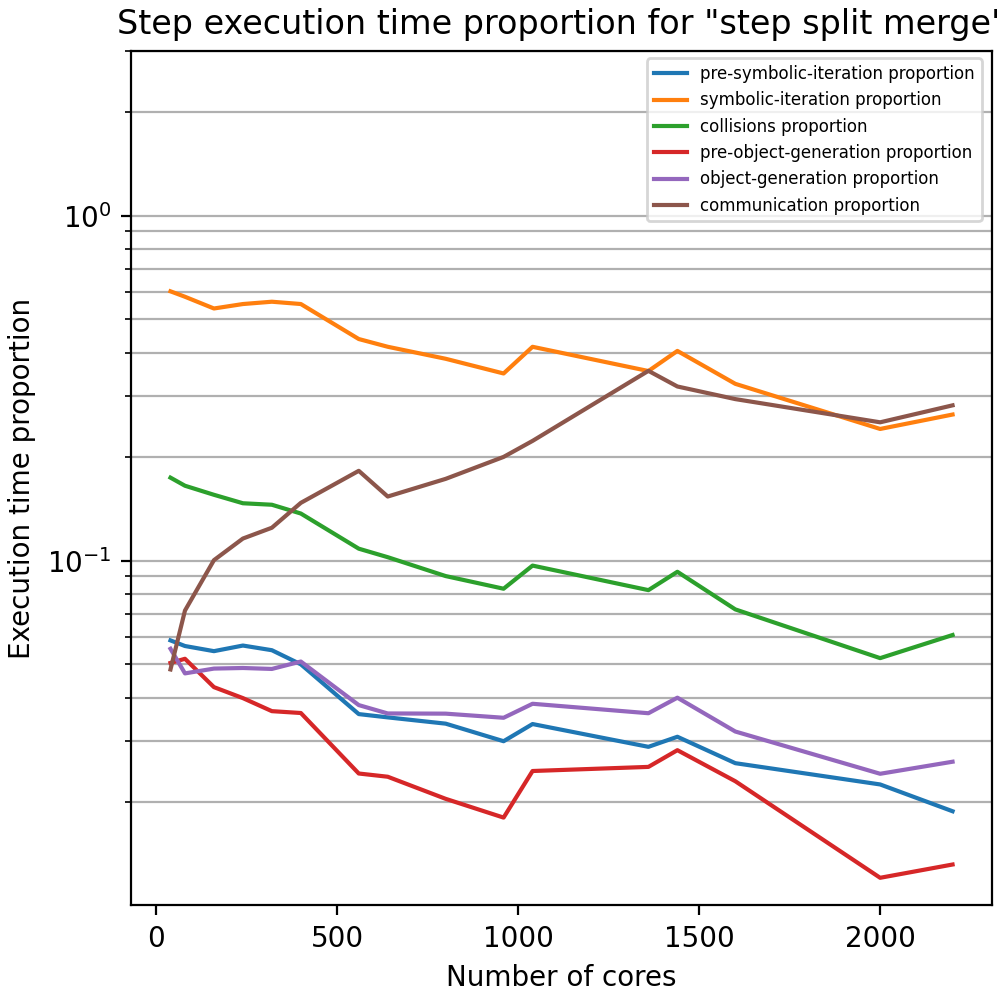 Step execution time proportion for "step split merge"
pre-symbolic-iteration proportion
symbolic-iteration proportion
collisions proportion
pre-object-generation proportion
object-generation proportion
communication proportion
Execution time proportion
10⁰
10⁻¹
0 500 1000 1500 2000
Number of cores